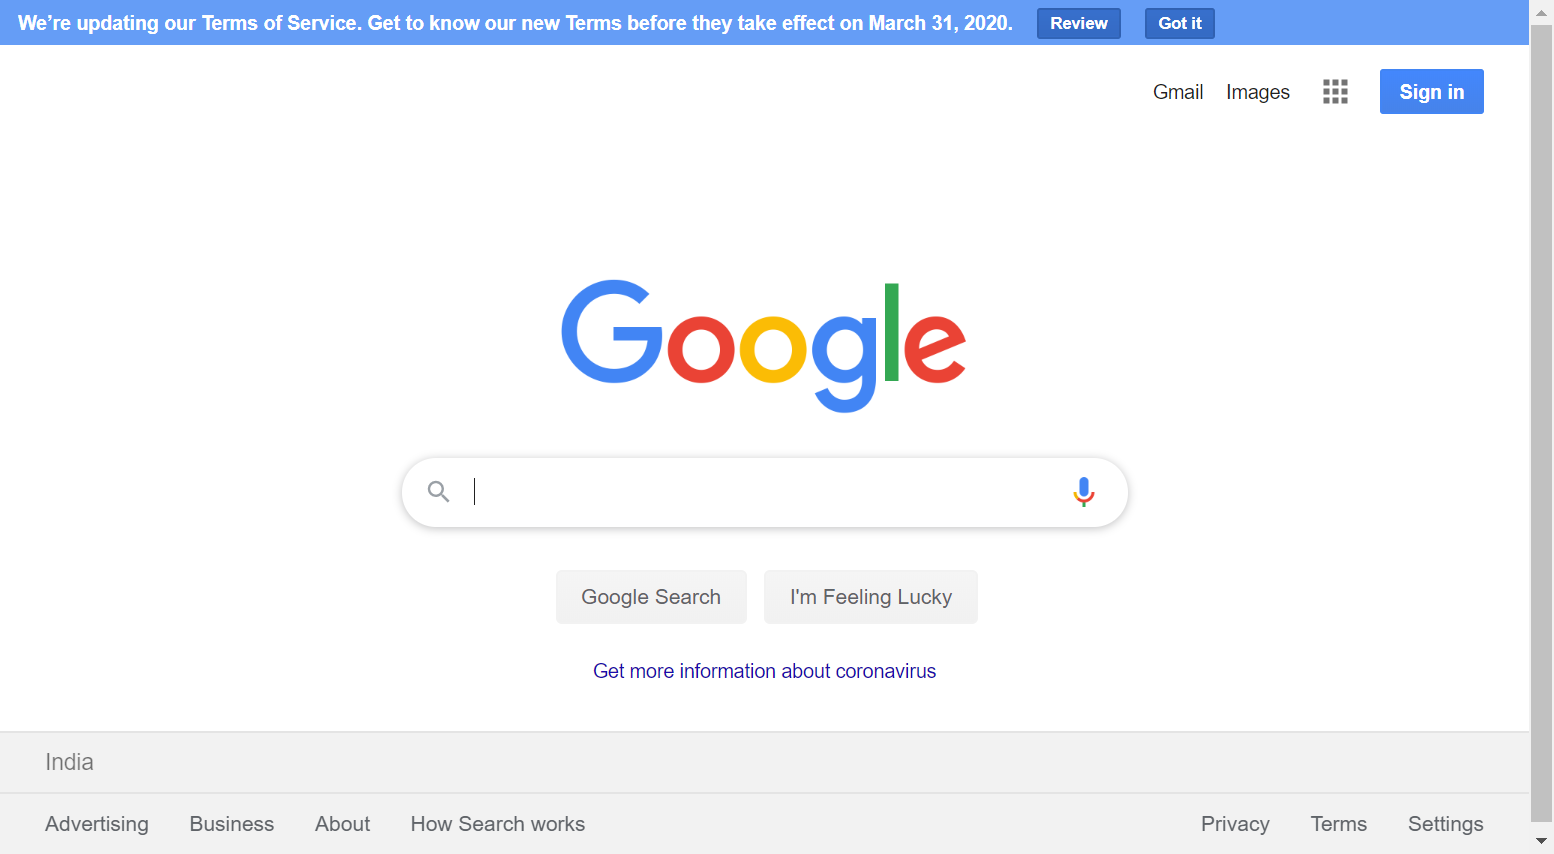 We’re updating our Terms of Service. Get to know our new Terms before they take effect on March 31, 2020. Review Got it
Gmail Images Sign in
Google
Google Search I'm Feeling Lucky
Get more information about coronavirus
India
Advertising Business About How Search works Privacy Terms Settings